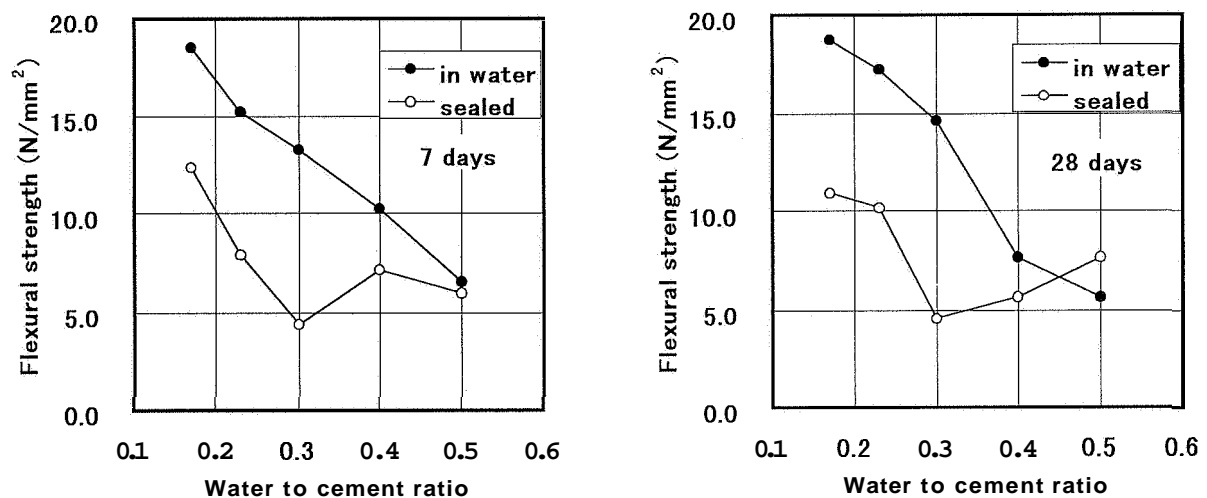 20.0
15.0
10.0
5.0
0.0
Flexural strength (N/mm²)
in water
sealed
7 days
0.1 0.2 0.3 0.4 0.5 0.6
Water to cement ratio
20.0
15.0
10.0
5.0
0.0
Flexural strength (N/mm²)
in water
sealed
28 days
0.1 0.2 0.3 0.4 0.5 0.6
Water to cement ratio